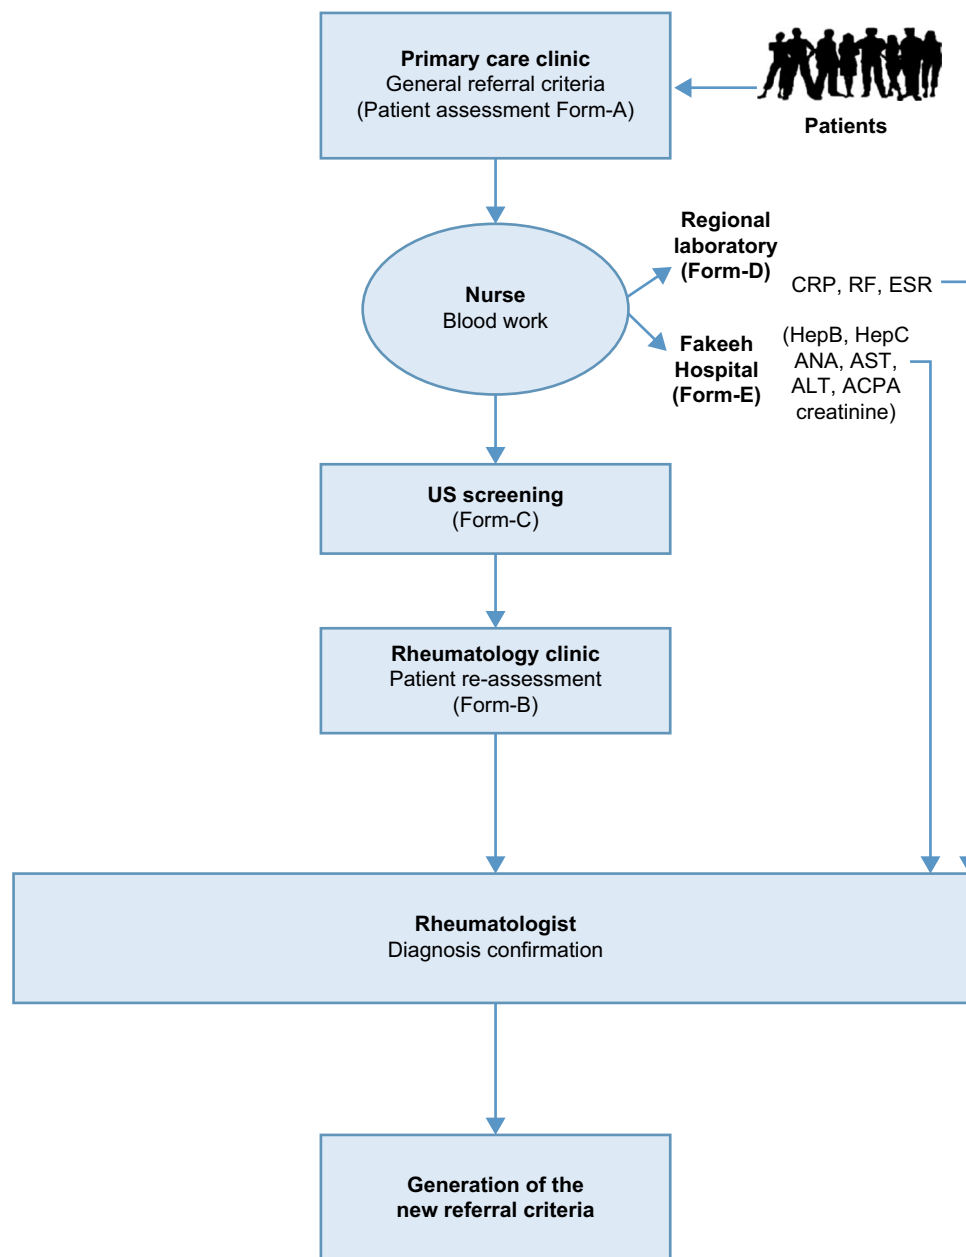 Primary care clinic
General referral criteria
(Patient assessment Form-A)
Patients
Nurse
Blood work
Regional
laboratory
(Form-D)
CRP, RF, ESR
Fakeeh
Hospital
(Form-E)
(HepB, HepC
ANA, AST,
ALT, ACPA
creatinine)
US screening
(Form-C)
Rheumatology clinic
Patient re-assessment
(Form-B)
Rheumatologist
Diagnosis confirmation
Generation of the
new referral criteria